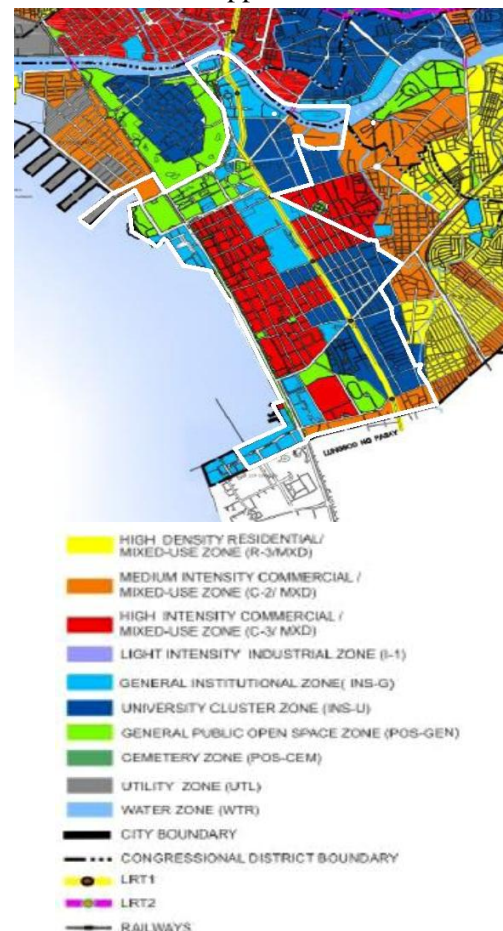 LUNGSOD NG PASAY
HIGH DENSITY RESIDENTIAL/
MIXED-USE ZONE (R-3/MXD)
MEDIUM INTENSITY COMMERCIAL /
MIXED-USE ZONE (C-2/ MXD)
HIGH INTENSITY COMMERCIAL /
MIXED-USE ZONE (C-3/ MXD)
LIGHT INTENSITY INDUSTRIAL ZONE (I-1)
GENERAL INSTITUTIONAL ZONE( INS-G)
UNIVERSITY CLUSTER ZONE (INS-U)
GENERAL PUBLIC OPEN SPACE ZONE (POS-GEN)
CEMETERY ZONE (POS-CEM)
UTILITY ZONE (UTL)
WATER ZONE (WTR)
CITY BOUNDARY
CONGRESSIONAL DISTRICT BOUNDARY
LRT1
LRT2
RAILWAYS